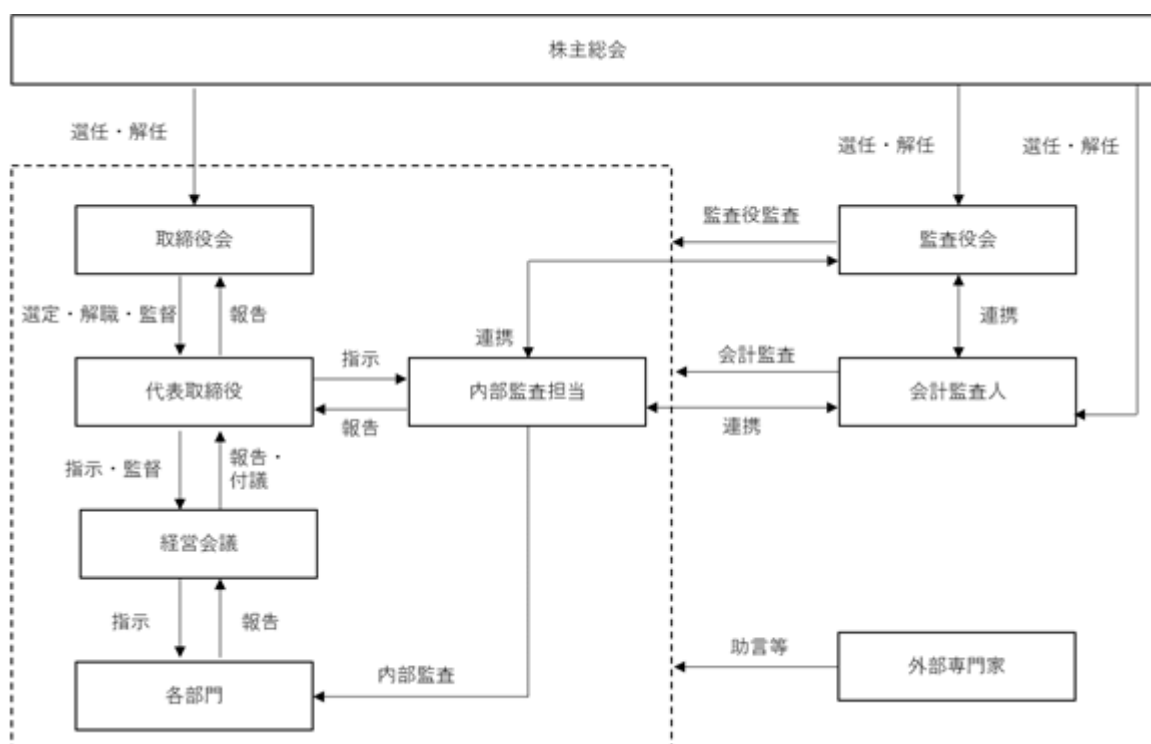 株主総会
選任・解任
選任・解任
選任・解任
取締役会
監査役監査
監査役会
選定・解職・監督
報告
連携
連携
代表取締役
指示
報告
内部監査担当
会計監査
連携
会計監査人
指示・監督
報告・
付議
経営会議
指示
報告
内部監査
各部門
助言等
外部専門家